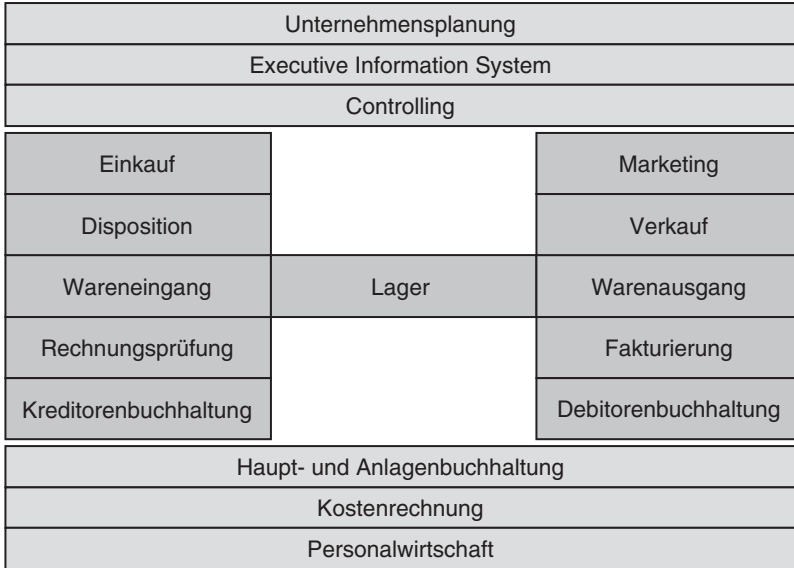 Unternehmensplanung
Executive Information System
Controlling
Einkauf
Marketing
Disposition
Verkauf
Wareneingang
Lager
Warenausgang
Rechnungsprüfung
Fakturierung
Kreditorenbuchhaltung
Debitorenbuchhaltung
Haupt- und Anlagenbuchhaltung
Kostenrechnung
Personalwirtschaft